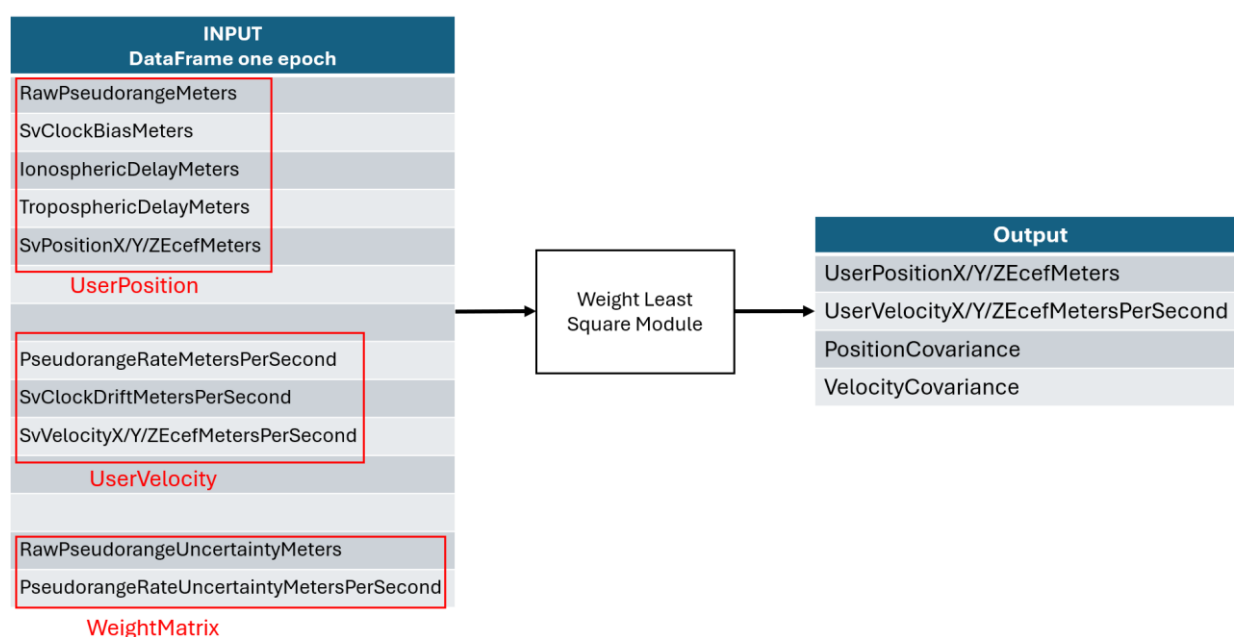 INPUT
DataFrame one epoch
RawPseudorangeMeters
SvClockBiasMeters
IonosphericDelayMeters
TroposphericDelayMeters
SvPositionX/Y/ZEcefMeters
UserPosition
PseudorangeRateMetersPerSecond
SvClockDriftMetersPerSecond
SvVelocityX/Y/ZEcefMetersPerSecond
UserVelocity
RawPseudorangeUncertaintyMeters
PseudorangeRateUncertaintyMetersPerSecond
WeightMatrix
Weight Least
Square Module
Output
UserPositionX/Y/ZEcefMeters
UserVelocityX/Y/ZEcefMetersPerSecond
PositionCovariance
VelocityCovariance